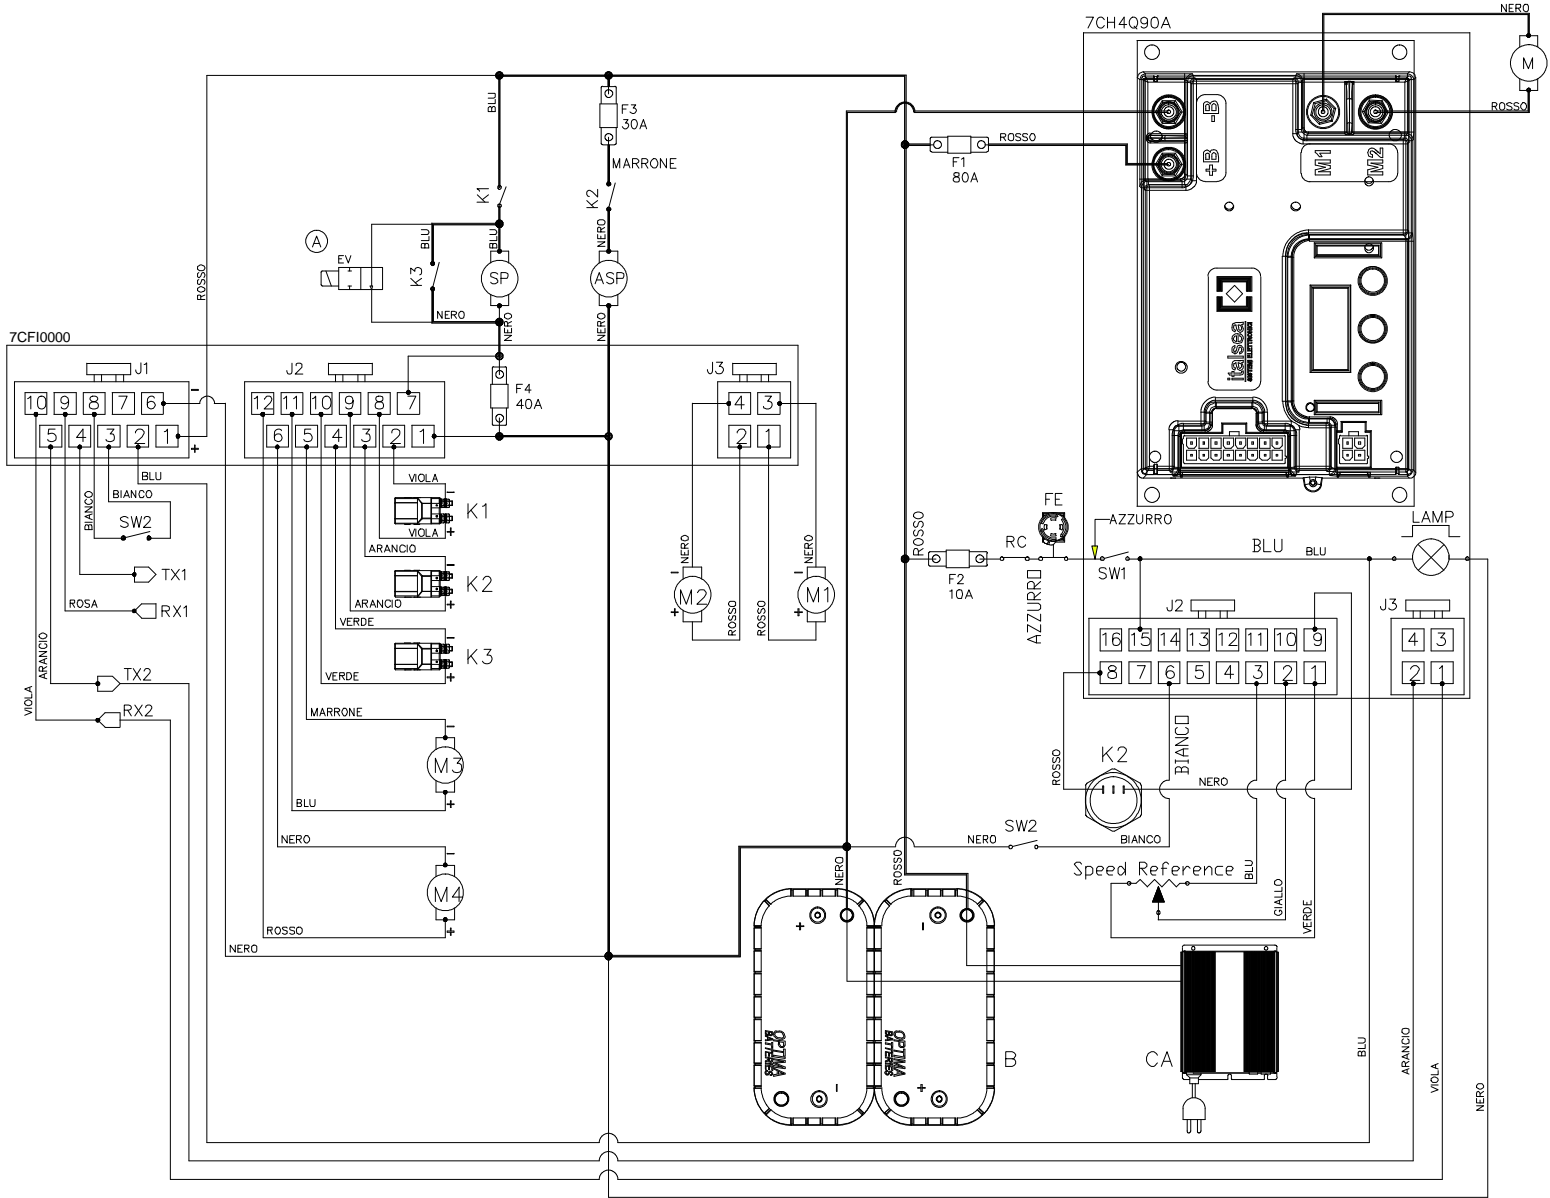 7CH4Q90A
NERO
M
ROSSO
-B
+B
M1
M2
italsea
SISTEMI ELETTRONICI
BLU
F3
30A
MARRONE
F1
80A
ROSSO
K1
K2
NERO
A
EV
BLU
BLU
K3
SP
ASP
NERO
NERO
NERO
ROSSO
7CFI0000
J1
-
+
10 9 8 7 6
5 4 3 2 1
J2
12 11 10 9 8 7
6 5 4 3 2 1
F4
40A
J3
4 3
2 1
BLU
BIANCO
BIANCO
SW2
TX1
ROSA
RX1
ARANCIO
VIOLA
TX2
RX2
VIOLA
-
K1
+
VIOLA
ARANCIO
-
K2
+
ARANCIO
VERDE
-
K3
+
VERDE
MARRONE
-
M3
+
BLU
NERO
-
M4
+
ROSSO
NERO
NERO
-
M2
+
ROSSO
NERO
-
M1
+
ROSSO
ROSSO
F2
10A
RC
FE
AZZURRO
AZZURRO
SW1
BLU
BLU
LAMP
J2
16 15 14 13 12 11 10 9
8 7 6 5 4 3 2 1
J3
4 3
2 1
ROSSO
K2
NERO
BIANCO
NERO
SW2
BIANCO
Speed Reference
BLU
GIALLO
VERDE
NERO
ROSSO
+
-
-
+
OPTIMA
BATTERIES
OPTIMA
BATTERIES
B
CA
BLU
ARANCIO
VIOLA
NERO